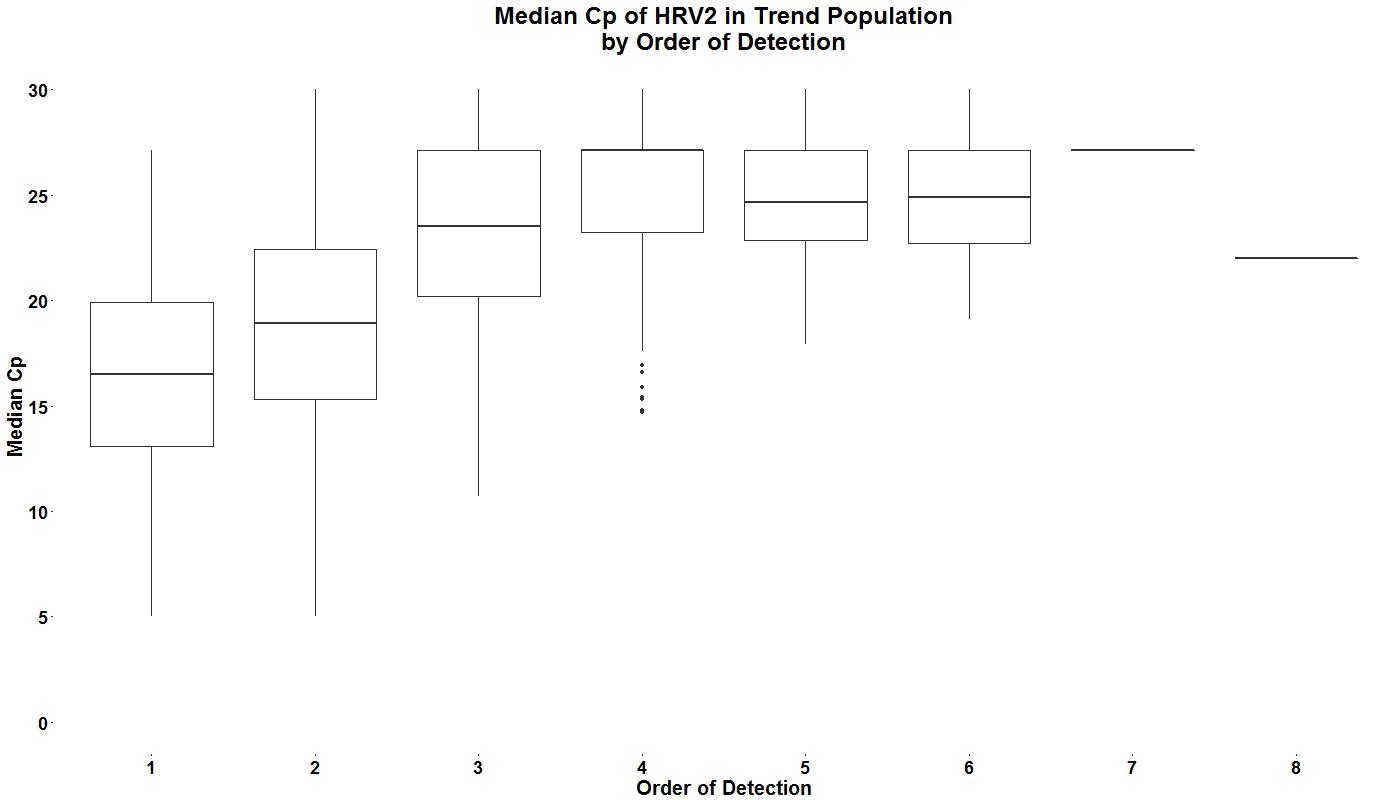 Median Cp of HRV2 in Trend Population
by Order of Detection
Median Cp
30
25
20
15
10
5
0
1 2 3 4 5 6 7 8
Order of Detection